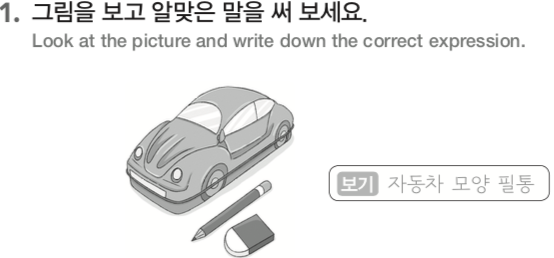 1. 그림을 보고 알맞은 말을 써 보세요.
Look at the picture and write down the correct expression.
보기 자동차 모양 필통